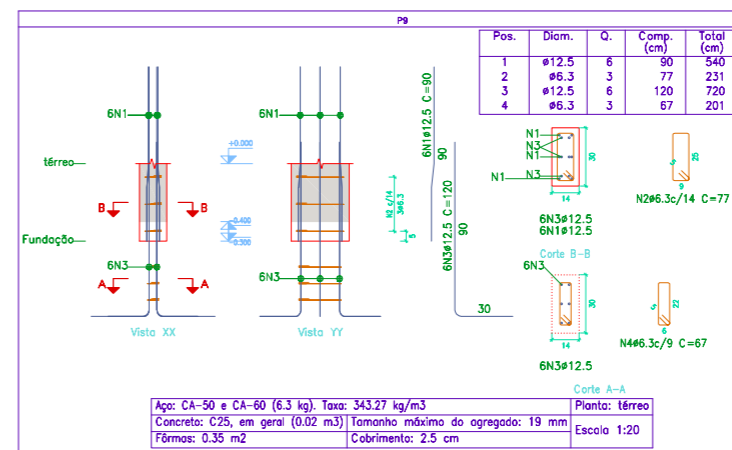 P9
Pos. Diam. Q. Comp. (cm) Total (cm)
1 ø12.5 6 90 540
2 ø6.3 3 77 231
3 ø12.5 6 120 720
4 ø6.3 3 67 201
6N1
6N1
+0.000
térreo
B B
-0.400
-0.500
Fundação
6N3
6N3
A A
Vista XX
Vista YY
N2 c/14
3ø6.3
5
6N1ø12.5 C=90
90
6N3ø12.5 C=120
90
30
N1
N3
N1
N1 N3
30
14
6N3ø12.5
6N1ø12.5
Corte B-B
25
9
N2ø6.3c/14 C=77
6N3
30
14
6N3ø12.5
Corte A-A
22
6
N4ø6.3c/9 C=67
Aço: CA-50 e CA-60 (6.3 kg). Taxa: 343.27 kg/m3
Planta: térreo
Concreto: C25, em geral (0.02 m3) Tamanho máximo do agregado: 19 mm
Escala 1:20
Fôrmas: 0.35 m2 Cobrimento: 2.5 cm